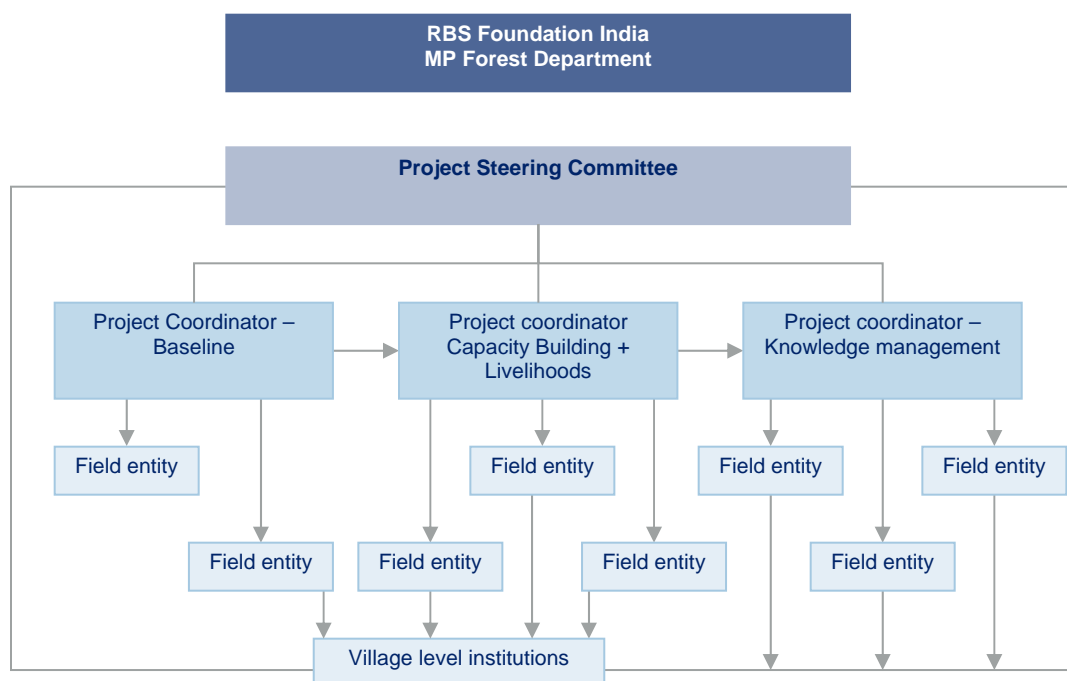 RBS Foundation India
MP Forest Department
Project Steering Committee
Project Coordinator –
Baseline
Project coordinator
Capacity Building +
Livelihoods
Project coordinator –
Knowledge management
Field entity
Field entity
Field entity
Field entity
Field entity
Field entity
Field entity
Field entity
Village level institutions